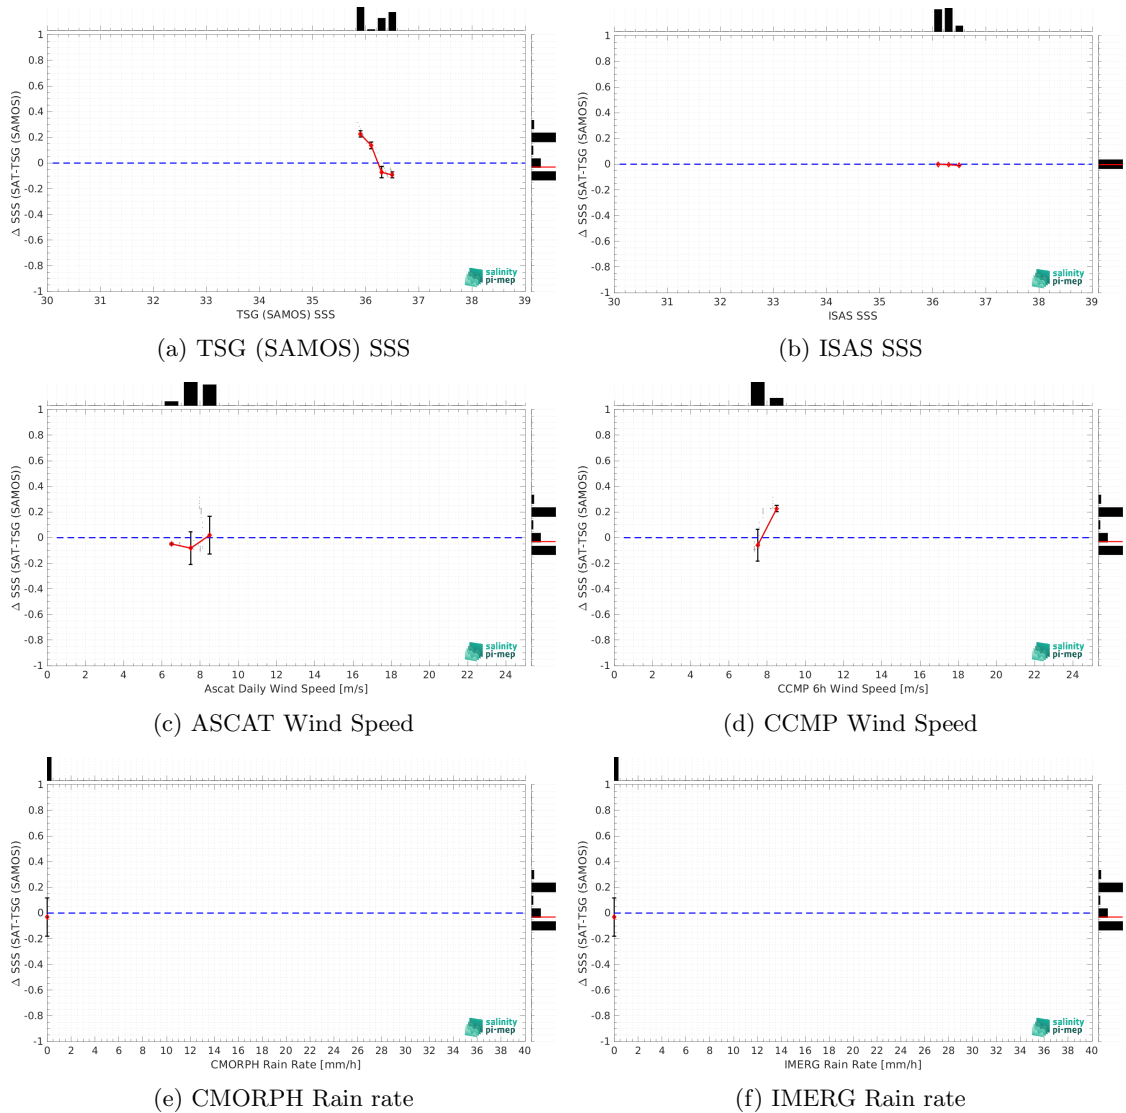 1
0.8
0.6
0.4
0.2
0
-0.2
-0.4
-0.6
-0.8
-1
Δ SSS (SAT-TSG (SAMOS))
30 31 32 33 34 35 36 37 38 39
TSG (SAMOS) SSS
salinity
pi-mep
(a) TSG (SAMOS) SSS
1
0.8
0.6
0.4
0.2
0
-0.2
-0.4
-0.6
-0.8
-1
Δ SSS (SAT-TSG (SAMOS))
30 31 32 33 34 35 36 37 38 39
ISAS SSS
salinity
pi-mep
(b) ISAS SSS
1
0.8
0.6
0.4
0.2
0
-0.2
-0.4
-0.6
-0.8
-1
Δ SSS (SAT-TSG (SAMOS))
0 2 4 6 8 10 12 14 16 18 20 22 24
Ascat Daily Wind Speed [m/s]
salinity
pi-mep
(c) ASCAT Wind Speed
1
0.8
0.6
0.4
0.2
0
-0.2
-0.4
-0.6
-0.8
-1
Δ SSS (SAT-TSG (SAMOS))
0 2 4 6 8 10 12 14 16 18 20 22 24
CCMP 6h Wind Speed [m/s]
salinity
pi-mep
(d) CCMP Wind Speed
1
0.8
0.6
0.4
0.2
0
-0.2
-0.4
-0.6
-0.8
-1
Δ SSS (SAT-TSG (SAMOS))
0 2 4 6 8 10 12 14 16 18 20 22 24 26 28 30 32 34 36 38 40
CMORPH Rain Rate [mm/h]
salinity
pi-mep
(e) CMORPH Rain rate
1
0.8
0.6
0.4
0.2
0
-0.2
-0.4
-0.6
-0.8
-1
Δ SSS (SAT-TSG (SAMOS))
0 2 4 6 8 10 12 14 16 18 20 22 24 26 28 30 32 34 36 38 40
IMERG Rain Rate [mm/h]
salinity
pi-mep
(f) IMERG Rain rate